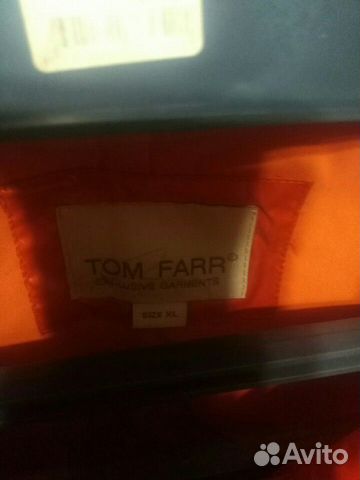 TOM FARR©
EXCLUSIVE GARMENTS
SIZE XL
Avito